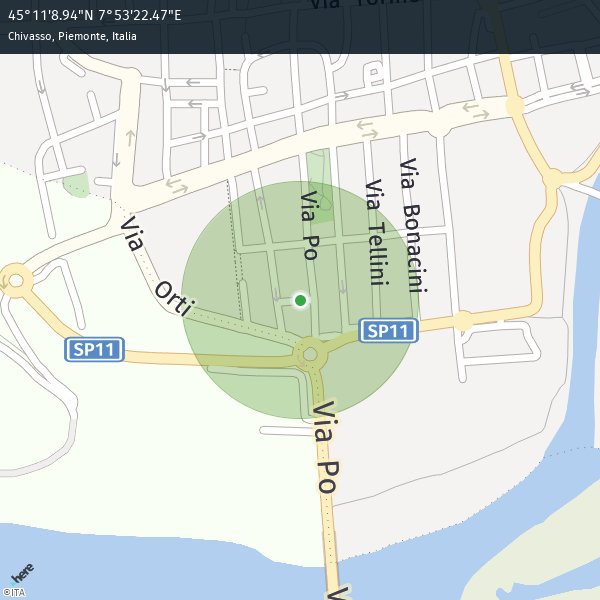 45°11'8.94"N 7°53'22.47"E
Chivasso, Piemonte, Italia
Via Torino
Via Po
Via Tellini
Via Bonacini
Via
Orti
SP11
SP11
Via Po
here
©ITA